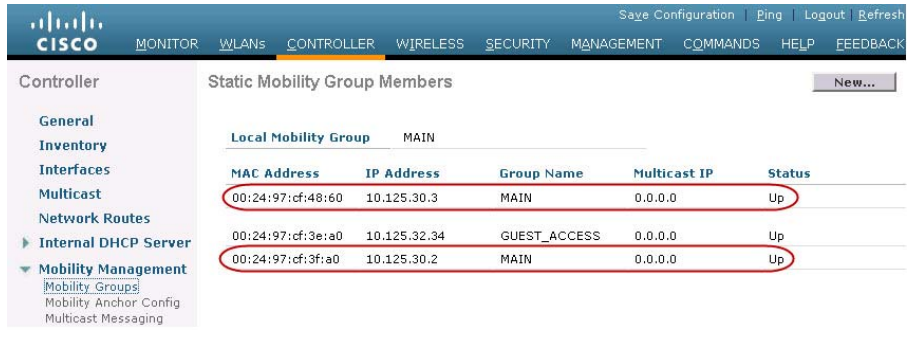 Save Configuration | Ping | Logout | Refresh
CISCO MONITOR WLANs CONTROLLER WIRELESS SECURITY MANAGEMENT COMMANDS HELP FEEDBACK
Controller
Static Mobility Group Members
New...
General
Inventory
Interfaces
Multicast
Network Routes
Internal DHCP Server
Mobility Management
Mobility Groups
Mobility Anchor Config
Multicast Messaging
Local Mobility Group MAIN
MAC Address IP Address Group Name Multicast IP Status
00:24:97:cf:48:60 10.125.30.3 MAIN 0.0.0.0 Up
00:24:97:cf:3e:a0 10.125.32.34 GUEST_ACCESS 0.0.0.0 Up
00:24:97:cf:3f:a0 10.125.30.2 MAIN 0.0.0.0 Up